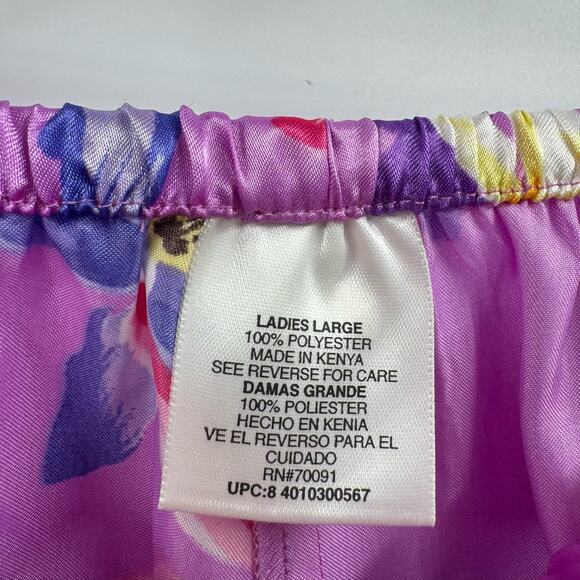 LADIES LARGE
100% POLYESTER
MADE IN KENYA
SEE REVERSE FOR CARE
DAMAS GRANDE
100% POLIESTER
HECHO EN KENIA
VE EL REVERSO PARA EL
CUIDADO
RN#70091
UPC:8 4010300567